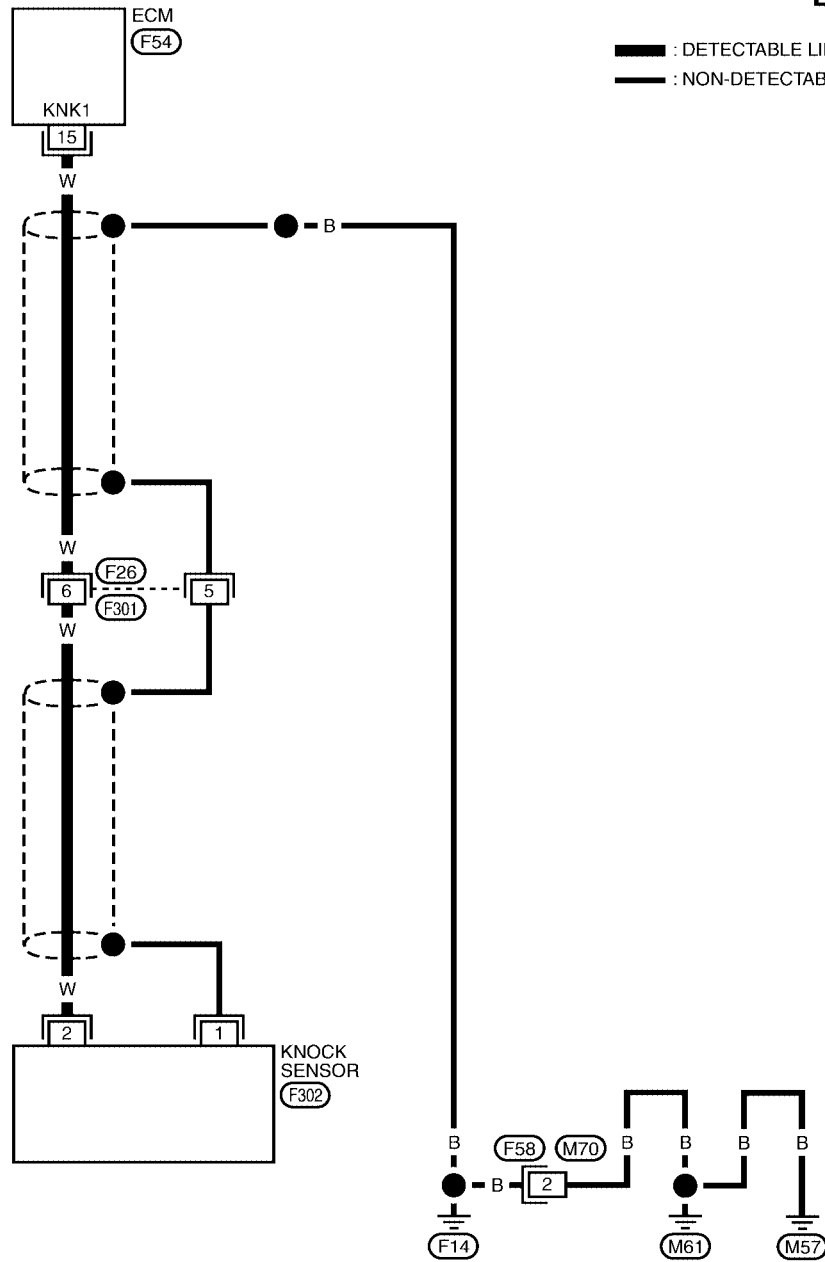 ECM
F54
: DETECTABLE LI
: NON-DETECTAB
KNK1
15
W
B
W
F26
6
5
F301
W
W
2
1
KNOCK
SENSOR
F302
B
F58
M70
B
B
B
B
B
2
F14
M61
M57